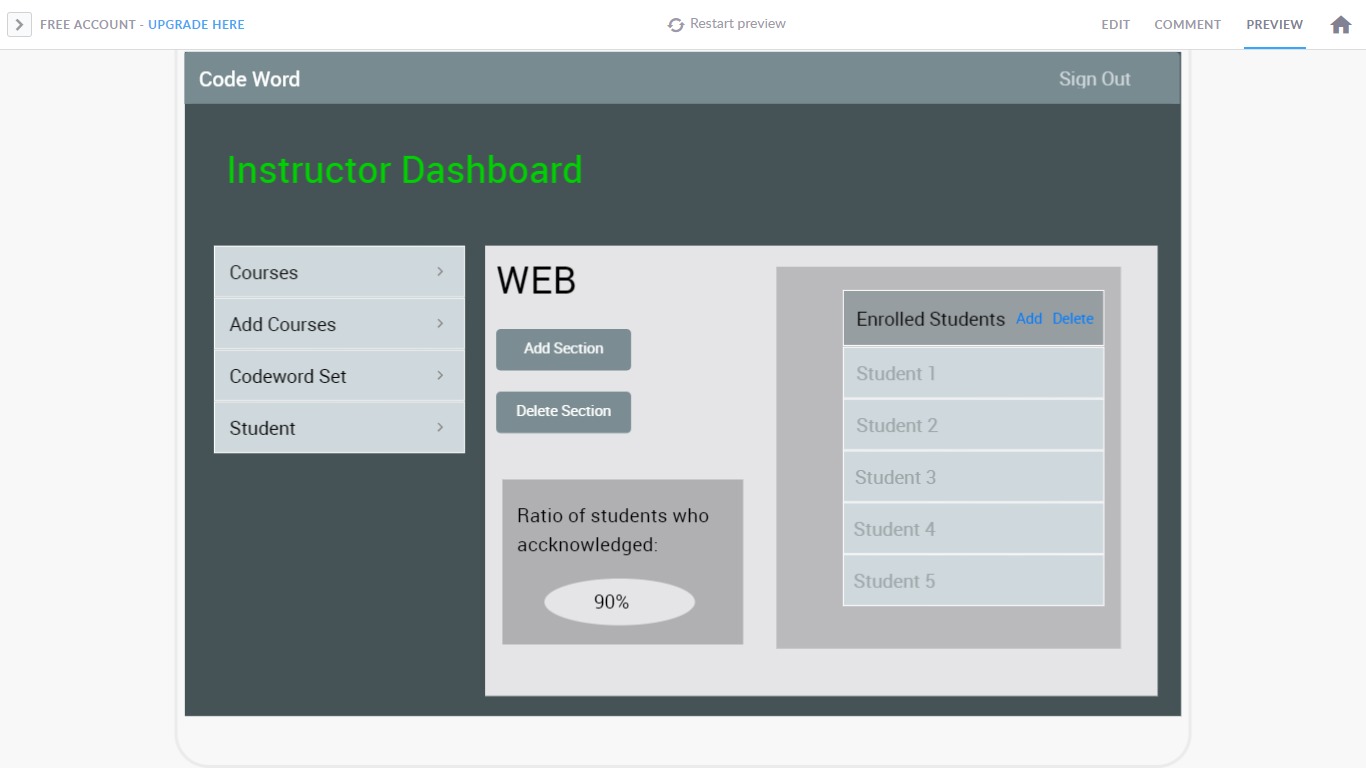 FREE ACCOUNT - UPGRADE HERE
Restart preview
EDIT
COMMENT
PREVIEW
Code Word
Sign Out
Instructor Dashboard
Courses
Add Courses
Codeword Set
Student
WEB
Add Section
Delete Section
Ratio of students who
accknowledged:
90%
Enrolled Students Add Delete
Student 1
Student 2
Student 3
Student 4
Student 5